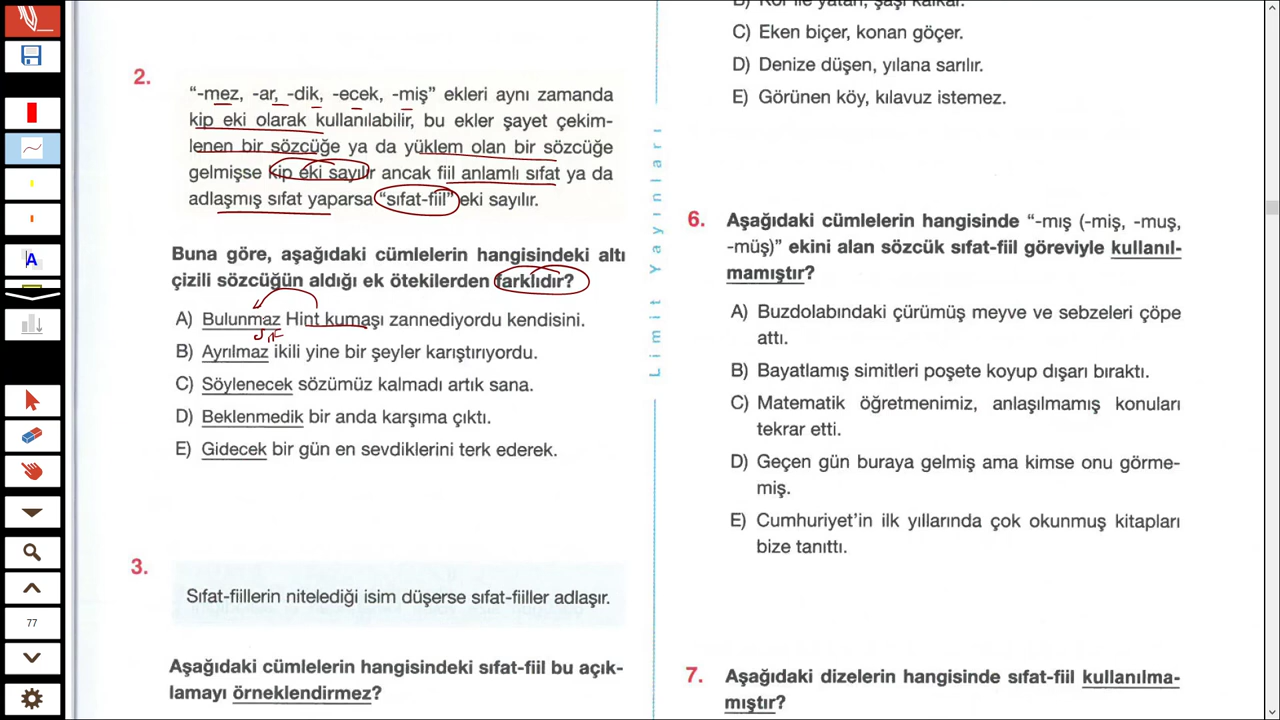 2.
“-mez, -ar, -dik, -ecek, -miş” ekleri aynı zamanda
kip eki olarak kullanılabilir, bu ekler şayet çekim-
lenen bir sözcüğe ya da yüklem olan bir sözcüğe
gelmişse kip eki sayılır ancak fiil anlamlı sıfat ya da
adlaşmış sıfat yaparsa “sıfat-fiil” eki sayılır.
Buna göre, aşağıdaki cümlelerin hangisindeki altı
çizili sözcüğün aldığı ek ötekilerden farklıdır?
A) Bulunmaz Hint kumaşı zannediyordu kendisini.
B) Ayrılmaz ikili yine bir şeyler karıştırıyordu.
C) Söylenecek sözümüz kalmadı artık sana.
D) Beklenmedik bir anda karşıma çıktı.
E) Gidecek bir gün en sevdiklerini terk ederek.
3.
Sıfat-fiillerin nitelediği isim düşerse sıfat-fiiller adlaşır.
Aşağıdaki cümlelerin hangisindeki sıfat-fiil bu açık-
lamayı örneklendirmez?
Limit Yayınları
B) Kör ile yatan, şaşı kalkar.
C) Eken biçer, konan göçer.
D) Denize düşen, yılana sarılır.
E) Görünen köy, kılavuz istemez.
6. Aşağıdaki cümlelerin hangisinde “-mış (-miş, -muş,
-müş)” ekini alan sözcük sıfat-fiil göreviyle kullanıl-
mamıştır?
A) Buzdolabındaki çürümüş meyve ve sebzeleri çöpe
attı.
B) Bayatlamış simitleri poşete koyup dışarı bıraktı.
C) Matematik öğretmenimiz, anlaşılmamış konuları
tekrar etti.
D) Geçen gün buraya gelmiş ama kimse onu görme-
miş.
E) Cumhuriyet’in ilk yıllarında çok okunmuş kitapları
bize tanıttı.
7. Aşağıdaki dizelerin hangisinde sıfat-fiil kullanılma-
mıştır?
A
77